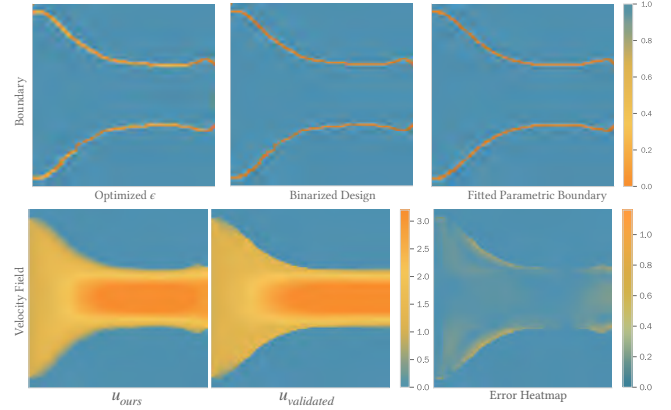 Boundary
1.0
0.8
0.6
0.4
0.2
0.0
Optimized ϵ
Binarized Design
Fitted Parametric Boundary
Velocity Field
3.0
2.5
2.0
1.5
1.0
0.5
0.0
1.0
0.8
0.6
0.4
0.2
0.0
u_ours
u_validated
Error Heatmap